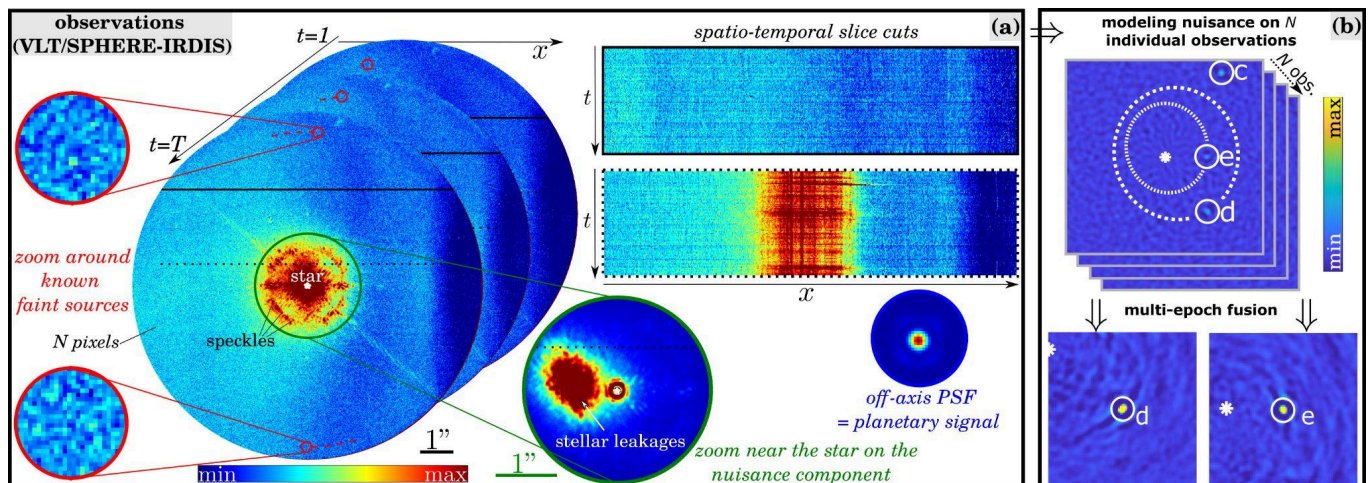 observations
(VLT/SPHERE-IRDIS)
t=1
x
t=T
zoom around
known
faint sources
N pixels
star
speckles
1”
min
max
spatio-temporal slice cuts
(a)
t
t
x
stellar leakages
1”
zoom near the star on the
nuisance component
off-axis PSF
= planetary signal
⇒
modeling nuisance on N
individual observations
(b)
N obs.
c
e
d
max
min
multi-epoch fusion
d
e